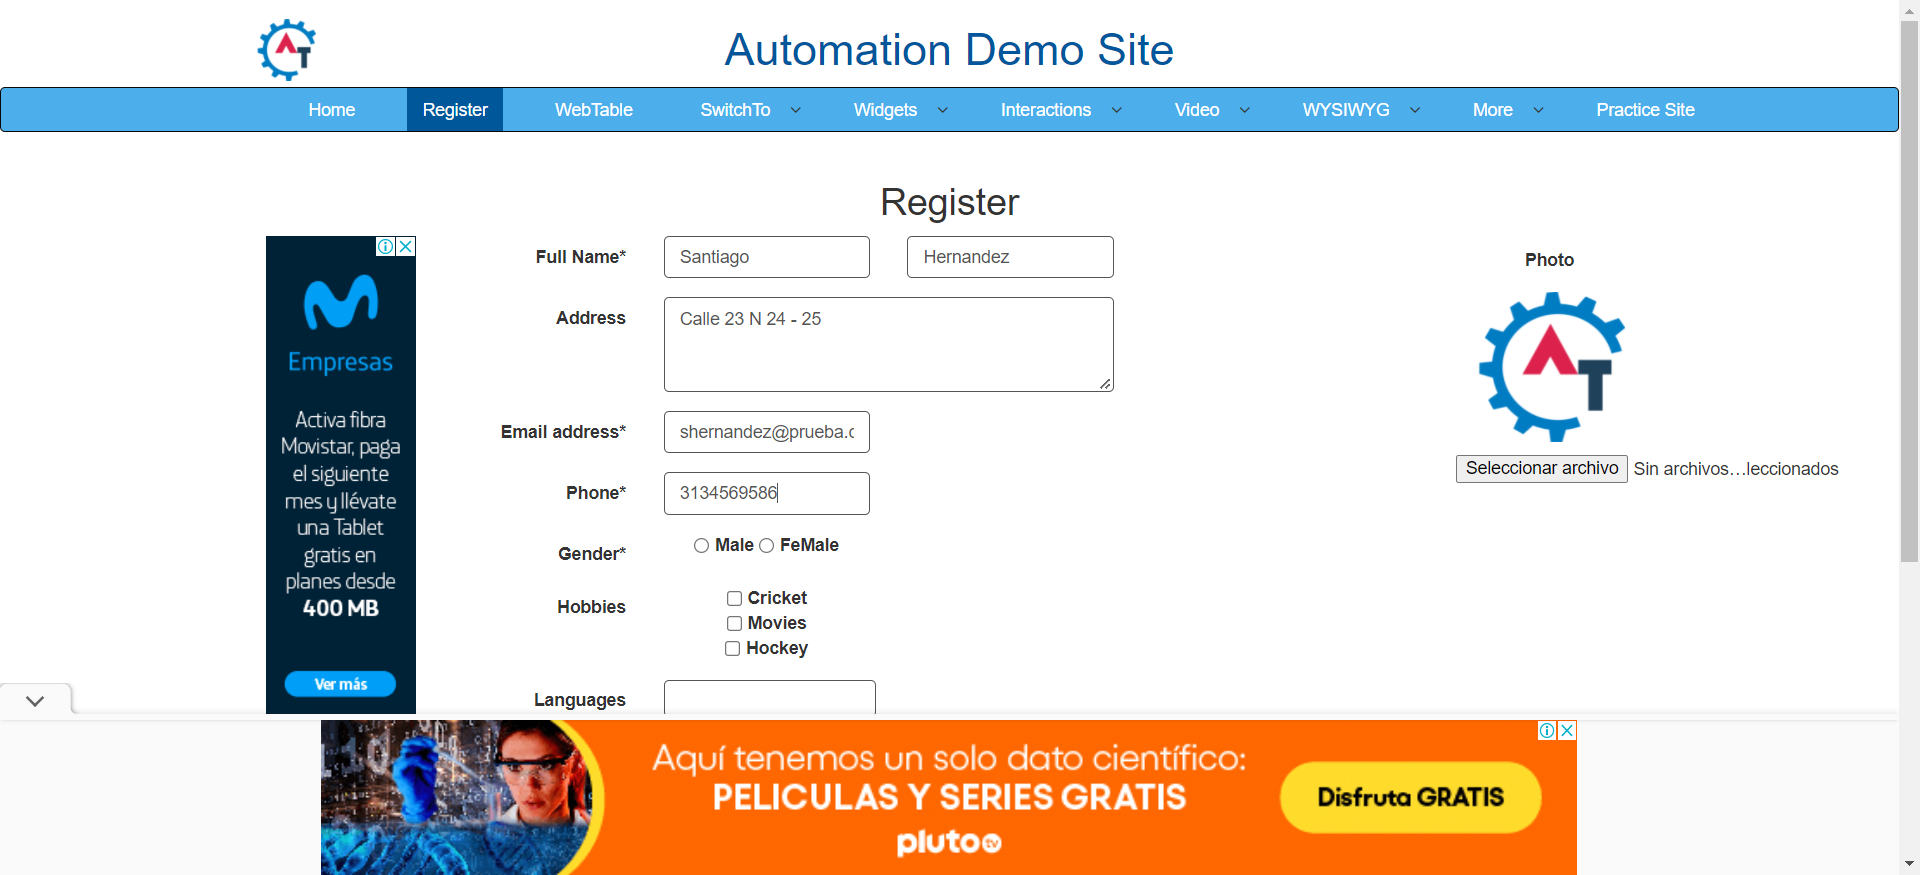 Automation Demo Site
Home
Register
WebTable
SwitchTo
Widgets
Interactions
Video
WYSIWYG
More
Practice Site
Register
Full Name*
Santiago
Hernandez
Address
Calle 23 N 24 - 25
Email address*
shernandez@prueba.c
Phone*
3134569586
Gender*
Male
FeMale
Hobbies
Cricket
Movies
Hockey
Languages
Photo
AT
Seleccionar archivo
Sin archivos…leccionados
Empresas
Activa fibra
Movistar, paga
el siguiente
mes y llévate
una Tablet
gratis en
planes desde
400 MB
Ver más
Aquí tenemos un solo dato científico:
PELICULAS Y SERIES GRATIS
pluto tv
Disfruta GRATIS